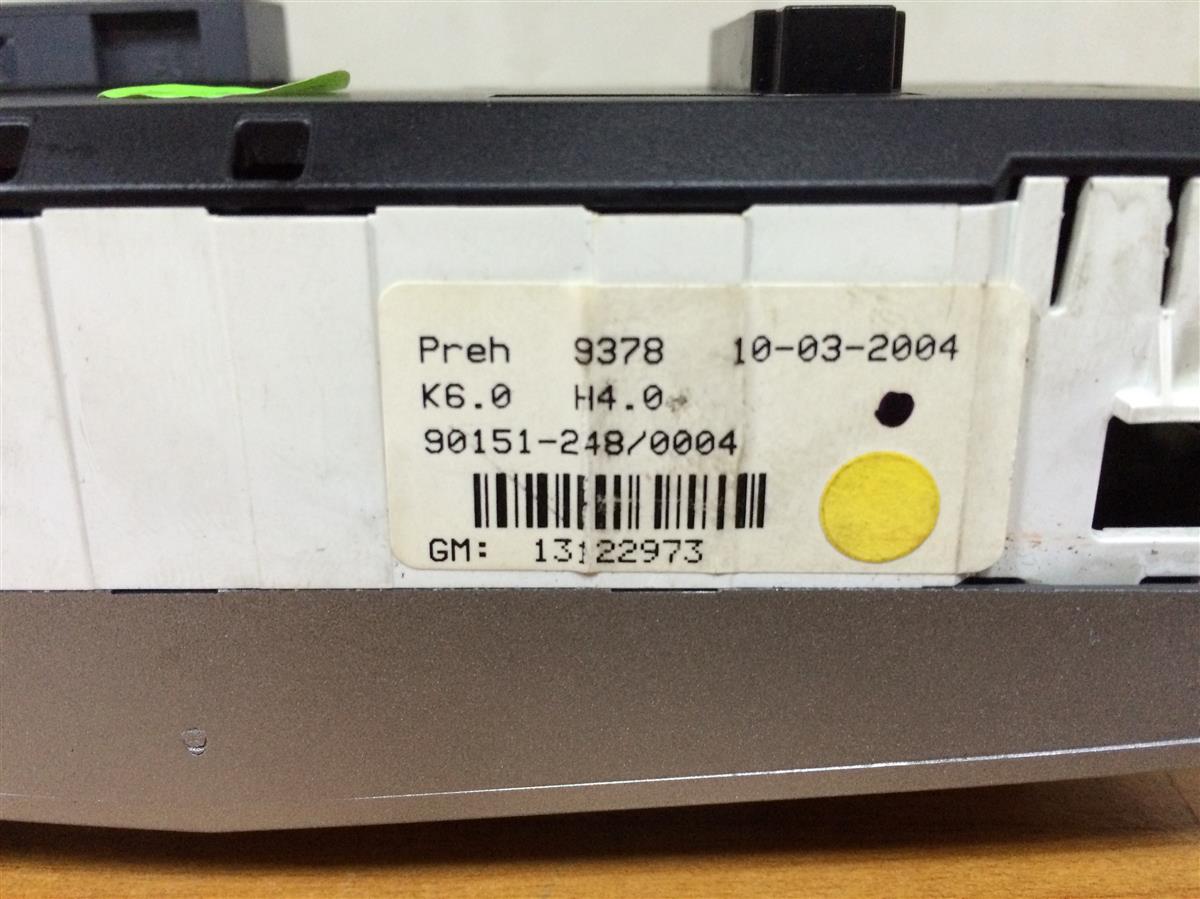 Preh 9378 10-03-2004
K6.0 H4.0
90151-248/0004
GM: 13122973